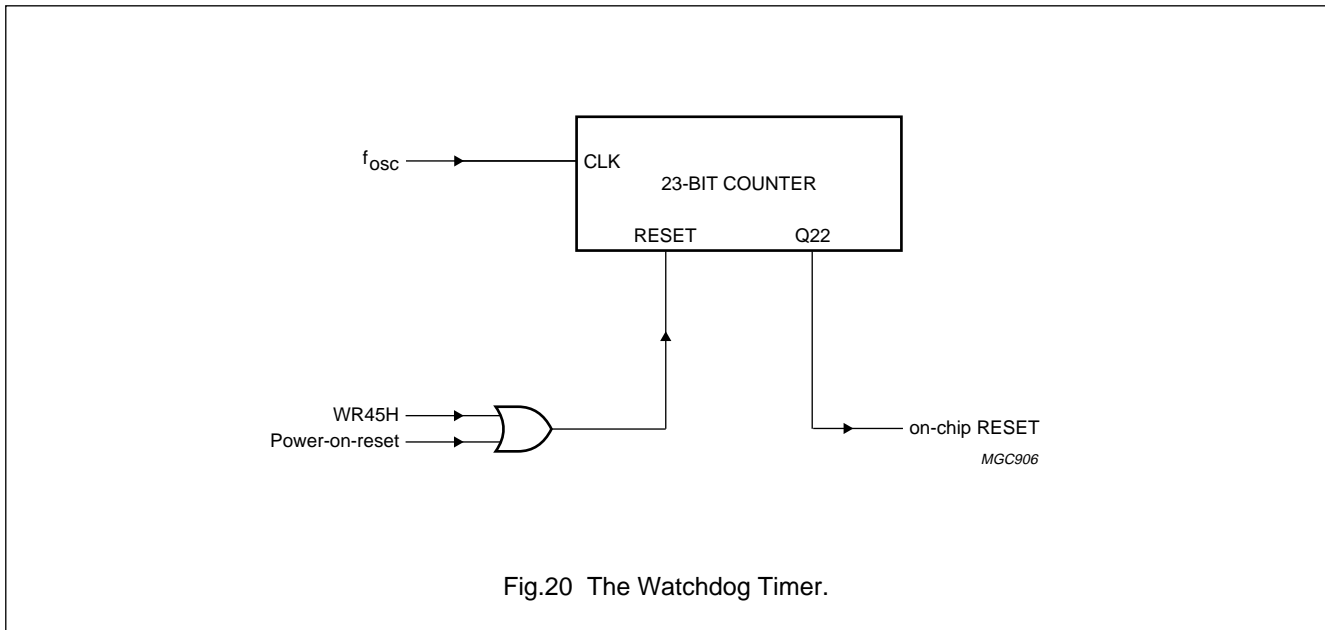 fosc
CLK
23-BIT COUNTER
RESET
Q22
WR45H
Power-on-reset
on-chip RESET
MGC906
Fig.20 The Watchdog Timer.